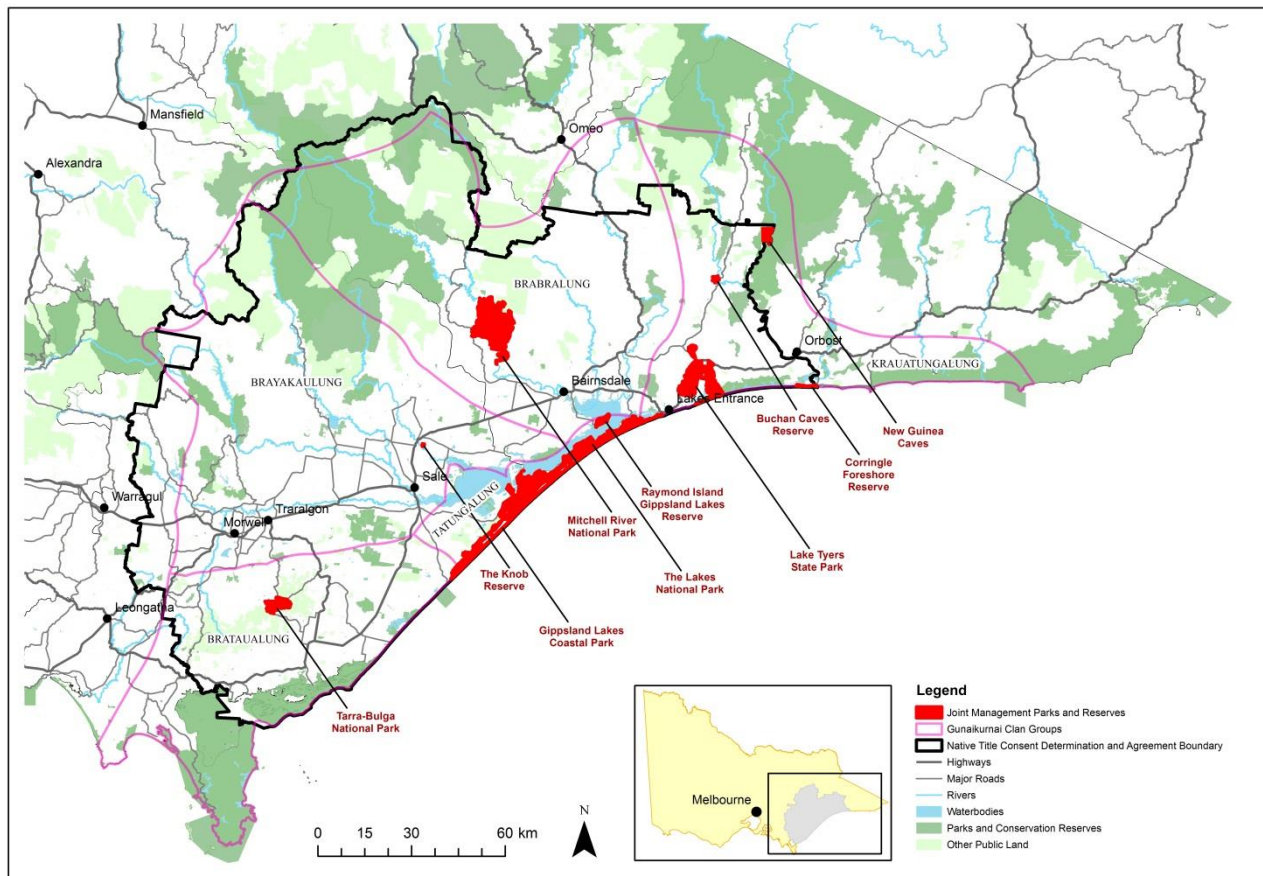 Mansfield
Omeo
Alexandra
BRABRALUNG
Orbost
KRAUATUNGALUNG
BRAYAKAULUNG
Bairnsdale
Lakes Entrance
Buchan Caves
Reserve
New Guinea
Caves
Corringle
Foreshore
Reserve
Sale
Warragul
Traralgon
Morwell
TATUNGALUNG
Raymond Island
Gippsland Lakes
Reserve
Mitchell River
National Park
Lake Tyers
State Park
The Knob
Reserve
The Lakes
National Park
Leongatha
BRATAUALUNG
Gippsland Lakes
Coastal Park
Tarra-Bulga
National Park
N
0 15 30 60 km
Melbourne
Legend
Joint Management Parks and Reserves
Gunaikurnai Clan Groups
Native Title Consent Determination and Agreement Boundary
Highways
Major Roads
Rivers
Waterbodies
Parks and Conservation Reserves
Other Public Land